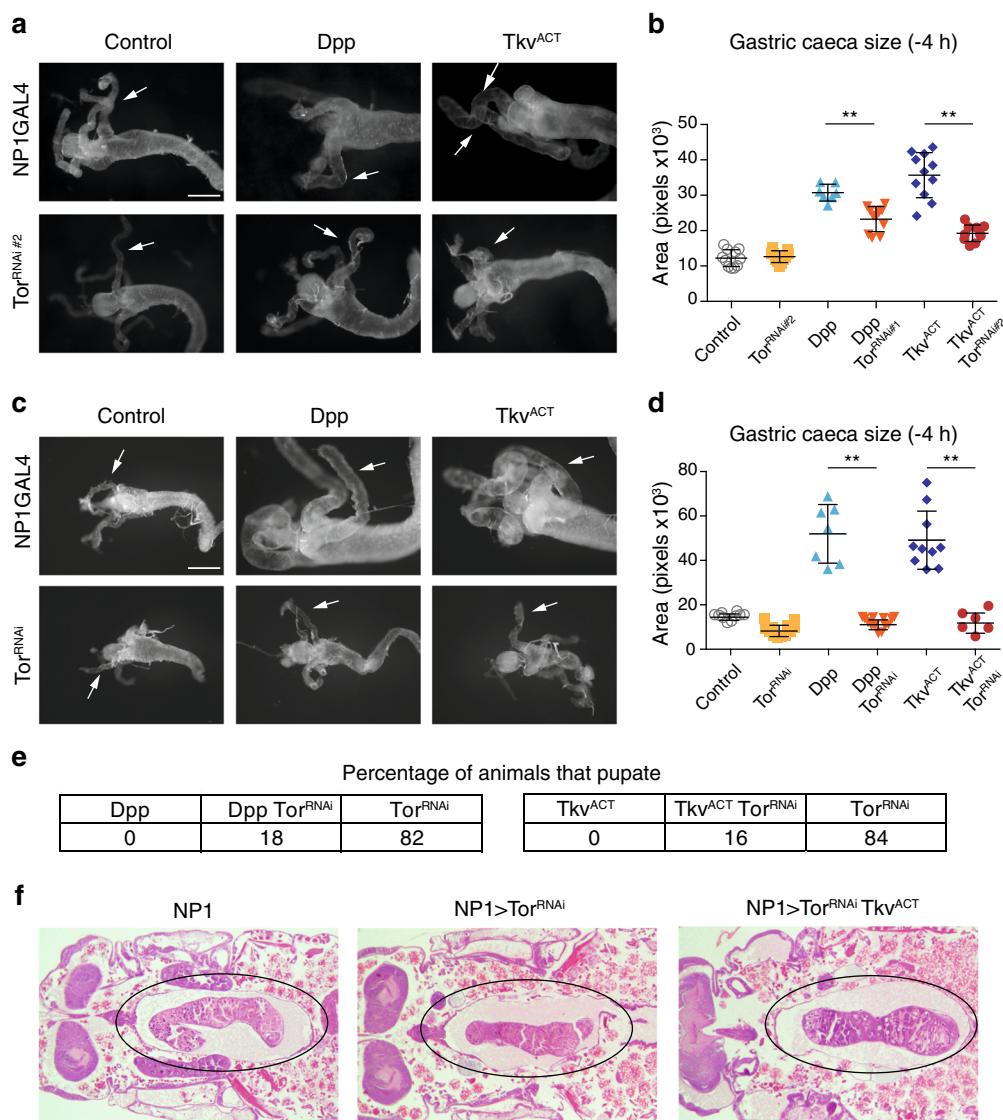 a
Control
Dpp
Tkv^ACT
NP1GAL4
Tor^RNAi #2
b
Gastric caeca size (-4 h)
**
**
Area (pixels x10³)
50
40
30
20
10
0
Control
Tor^RNAi#2
Dpp
Dpp
Tor^RNAi#1
Tkv^ACT
Tkv^ACT
Tor^RNAi#2
c
Control
Dpp
Tkv^ACT
NP1GAL4
Tor^RNAi
d
Gastric caeca size (-4 h)
**
**
Area (pixels x10³)
80
60
40
20
0
Control
Tor^RNAi
Dpp
Dpp
Tor^RNAi
Tkv^ACT
Tkv^ACT
Tor^RNAi
e
Percentage of animals that pupate
Dpp Dpp Tor^RNAi Tor^RNAi
0 18 82
Tkv^ACT Tkv^ACT Tor^RNAi Tor^RNAi
0 16 84
f
NP1
NP1>Tor^RNAi
NP1>Tor^RNAi Tkv^ACT